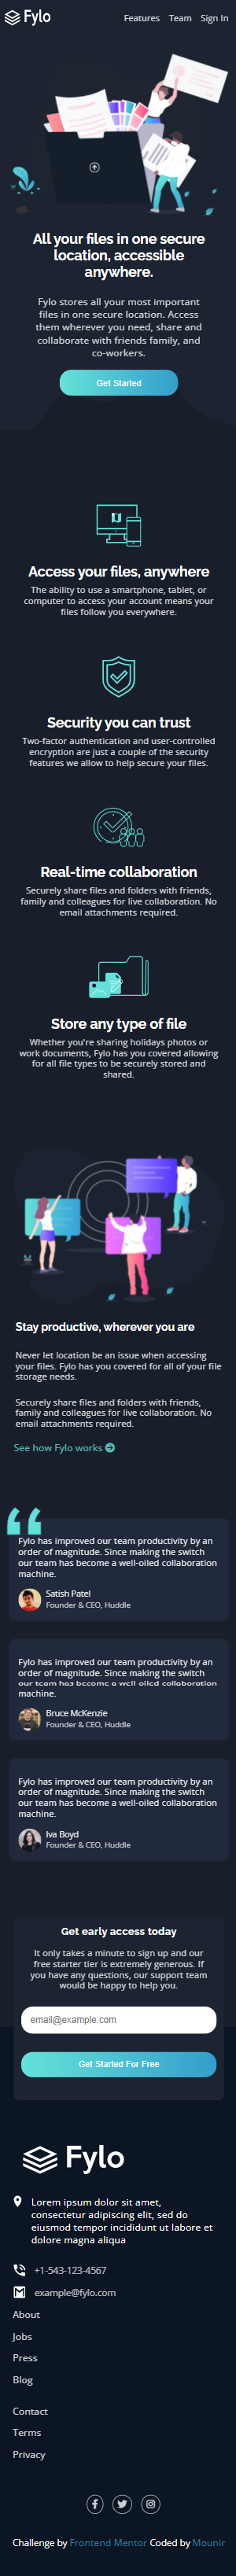 Fylo
Features Team Sign In
All your files in one secure
location, accessible
anywhere.
Fylo stores all your most important
files in one secure location. Access
them wherever you need, share and
collaborate with friends family, and
co-workers.
Get Started
Access your files, anywhere
The ability to use a smartphone, tablet, or
computer to access your account means your
files follow you everywhere.
Security you can trust
Two-factor authentication and user-controlled
encryption are just a couple of the security
features we allow to help secure your files.
Real-time collaboration
Securely share files and folders with friends,
family and colleagues for live collaboration. No
email attachments required.
Store any type of file
Whether you're sharing holidays photos or
work documents, Fylo has you covered allowing
for all file types to be securely stored and
shared.
Stay productive, wherever you are
Never let location be an issue when accessing
your files. Fylo has you covered for all of your file
storage needs.
Securely share files and folders with friends,
family and colleagues for live collaboration. No
email attachments required.
See how Fylo works
Fylo has improved our team productivity by an
order of magnitude. Since making the switch
our team has become a well-oiled collaboration
machine.
Satish Patel
Founder & CEO, Huddle
Fylo has improved our team productivity by an
order of magnitude. Since making the switch
our team has become a well-oiled collaboration
machine.
Bruce McKenzie
Founder & CEO, Huddle
Fylo has improved our team productivity by an
order of magnitude. Since making the switch
our team has become a well-oiled collaboration
machine.
Iva Boyd
Founder & CEO, Huddle
Get early access today
It only takes a minute to sign up and our
free starter tier is extremely generous. If
you have any questions, our support team
would be happy to help you.
email@example.com
Get Started For Free
Fylo
Lorem ipsum dolor sit amet,
consectetur adipiscing elit, sed do
eiusmod tempor incididunt ut labore et
dolore magna aliqua
+1-543-123-4567
example@fylo.com
About
Jobs
Press
Blog
Contact
Terms
Privacy
Challenge by Frontend Mentor Coded by Mounir